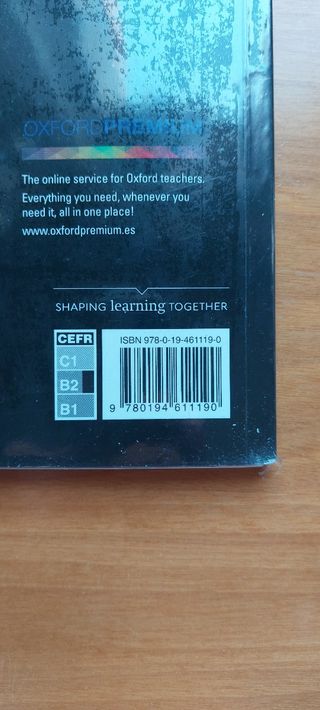 OXFORDPREMIUM
The online service for Oxford teachers.
Everything you need, whenever you
need it, all in one place!
www.oxfordpremium.es
SHAPING learning TOGETHER
CEFR
C1
B2
B1
ISBN 978-0-19-461119-0
9 780194 611190